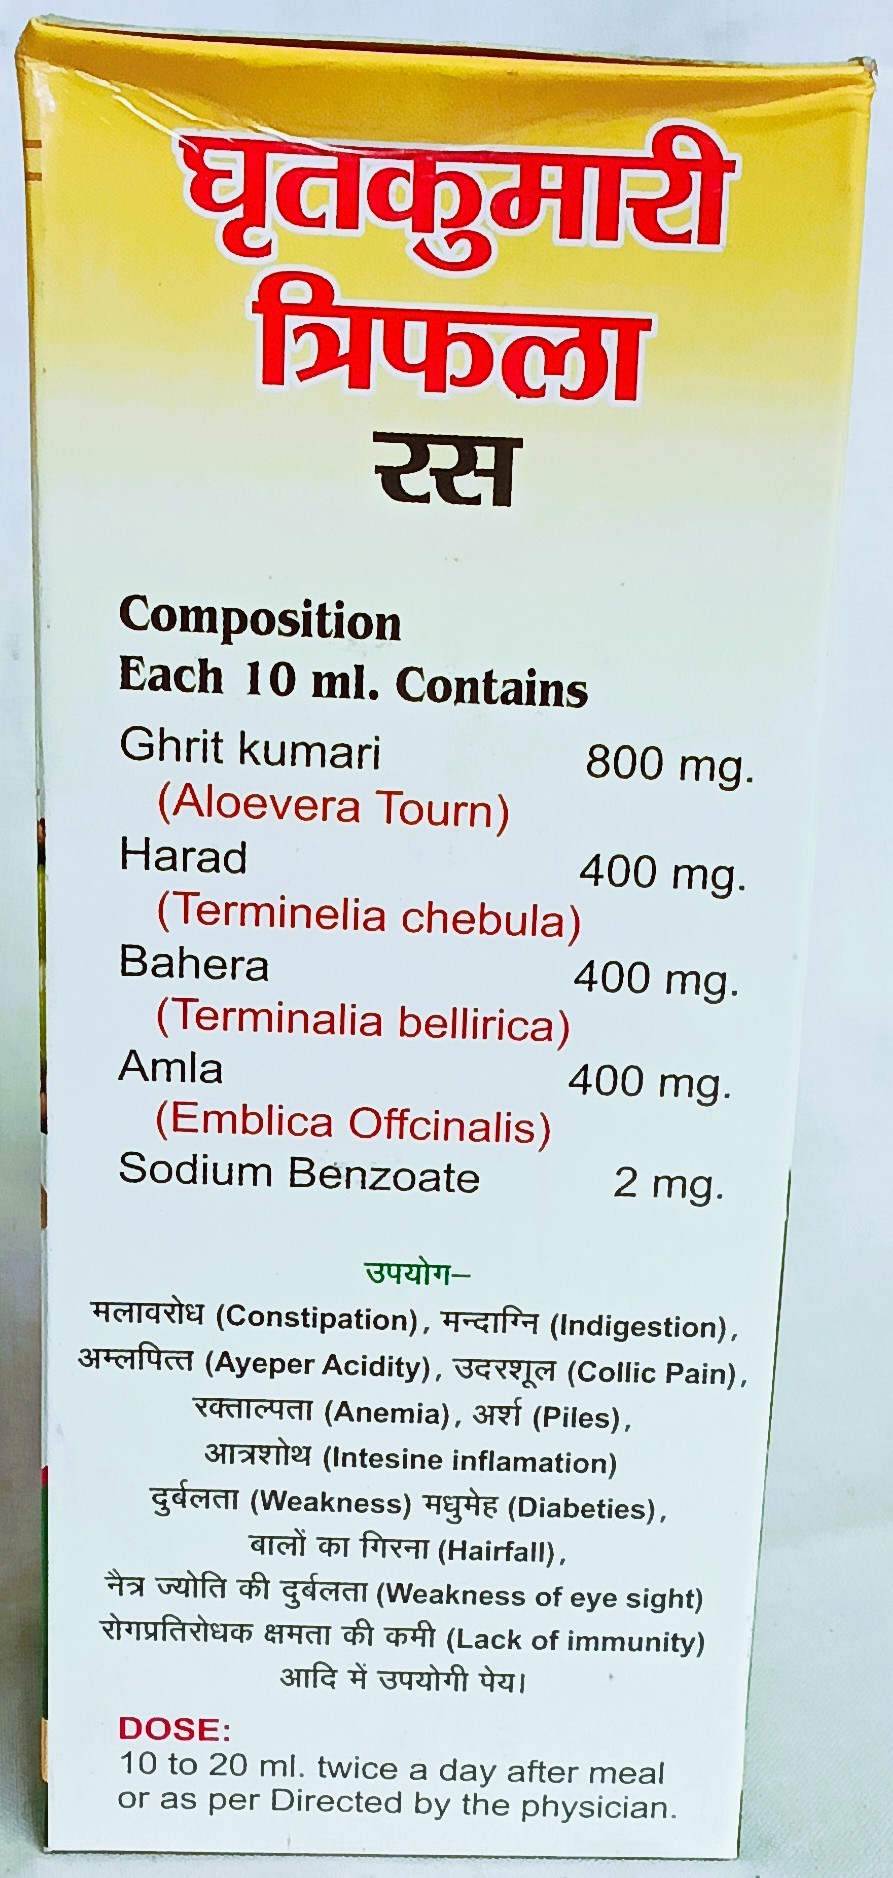 घृतकुमारी
त्रिफला
रस
Composition
Each 10 ml. Contains
Ghrit kumari 800 mg.
(Aloevera Tourn)
Harad 400 mg.
(Terminelia chebula)
Bahera 400 mg.
(Terminalia bellirica)
Amla 400 mg.
(Emblica Offcinalis)
Sodium Benzoate 2 mg.
उपयोग–
मलावरोध (Constipation), मन्दाग्नि (Indigestion),
अम्लपित्त (Ayeper Acidity), उदरशूल (Collic Pain),
रक्ताल्पता (Anemia), अर्श (Piles),
आत्रशोथ (Intesine inflamation)
दुर्बलता (Weakness) मधुमेह (Diabeties),
बालों का गिरना (Hairfall),
नैत्र ज्योति की दुर्बलता (Weakness of eye sight)
रोगप्रतिरोधक क्षमता की कमी (Lack of immunity)
आदि में उपयोगी पेय।
DOSE:
10 to 20 ml. twice a day after meal
or as per Directed by the physician.